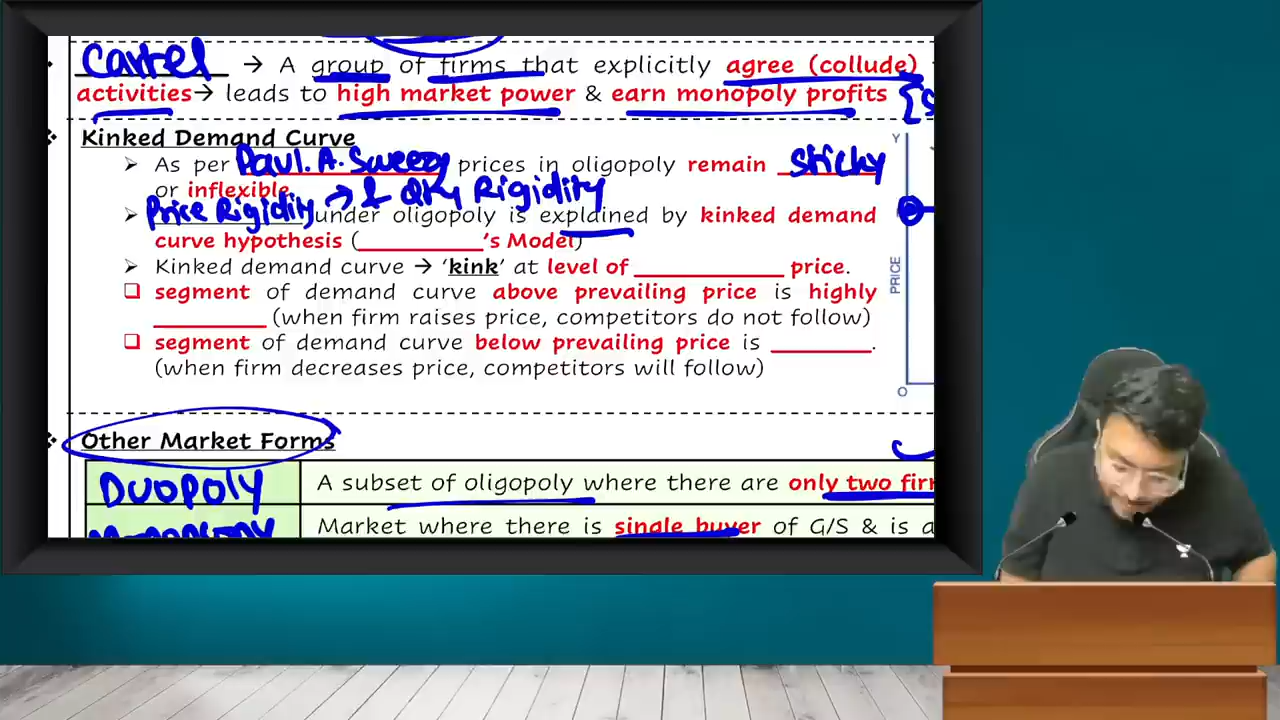 Cartel → A group of firms that explicitly agree (collude)
activities→ leads to high market power & earn monopoly profits
Kinked Demand Curve
➢ As per Paul. A. Sweezy prices in oligopoly remain sticky
or inflexible
➢ Price Rigidity → & Qty Rigidity under oligopoly is explained by kinked demand
curve hypothesis (__________'s Model)
➢ Kinked demand curve → 'kink' at level of ____________ price.
❑ segment of demand curve above prevailing price is highly
_________ (when firm raises price, competitors do not follow)
❑ segment of demand curve below prevailing price is ________.
(when firm decreases price, competitors will follow)
Y
PRICE
O
Other Market Forms
Duopoly A subset of oligopoly where there are only two fir
Market where there is single buyer of G/S & is a